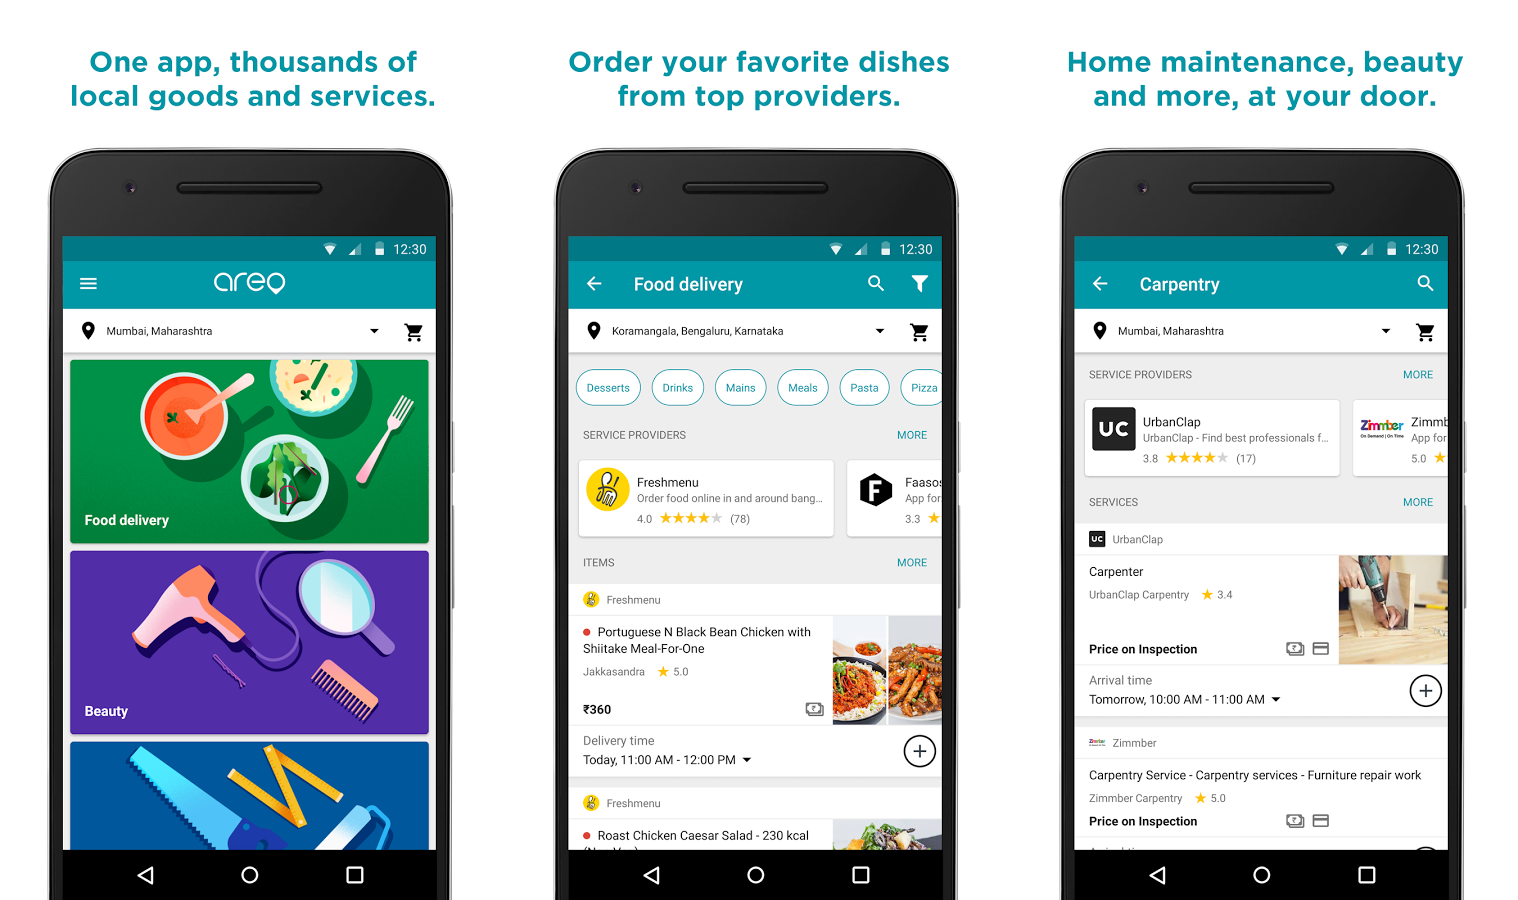 One app, thousands of
local goods and services.
12:30
areo
Mumbai, Maharashtra
Food delivery
Beauty
Order your favorite dishes
from top providers.
12:30
Food delivery
Koramangala, Bengaluru, Karnataka
Desserts
Drinks
Mains
Meals
Pasta
Pizza
SERVICE PROVIDERS
MORE
Freshmenu
Order food online in and around bang...
4.0
(78)
F
Faasos
App for
3.3
ITEMS
MORE
Freshmenu
Portuguese N Black Bean Chicken with
Shiitake Meal-For-One
Jakkasandra
5.0
₹360
Delivery time
Today, 11:00 AM - 12:00 PM
Freshmenu
Roast Chicken Caesar Salad - 230 kcal
Home maintenance, beauty
and more, at your door.
12:30
Carpentry
Mumbai, Maharashtra
SERVICE PROVIDERS
MORE
UC
UrbanClap
UrbanClap - Find best professionals f...
3.8
(17)
Zimmber
On Demand | On Time
Zimmb
App for
5.0
SERVICES
MORE
UC
UrbanClap
Carpenter
UrbanClap Carpentry
3.4
Price on Inspection
Arrival time
Tomorrow, 10:00 AM - 11:00 AM
Zimmber
Zimmber
Carpentry Service - Carpentry services - Furniture repair work
Zimmber Carpentry
5.0
Price on Inspection